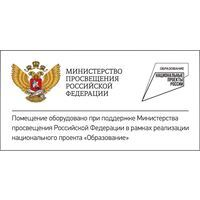 МИНИСТЕРСТВО
ПРОСВЕЩЕНИЯ
РОССИЙСКОЙ
ФЕДЕРАЦИИ
ОБРАЗОВАНИЕ
НАЦИОНАЛЬНЫЕ
ПРОЕКТЫ
РОССИИ
Помещение оборудовано при поддержке Министерства
просвещения Российской Федерации в рамках реализации
национального проекта «Образование»